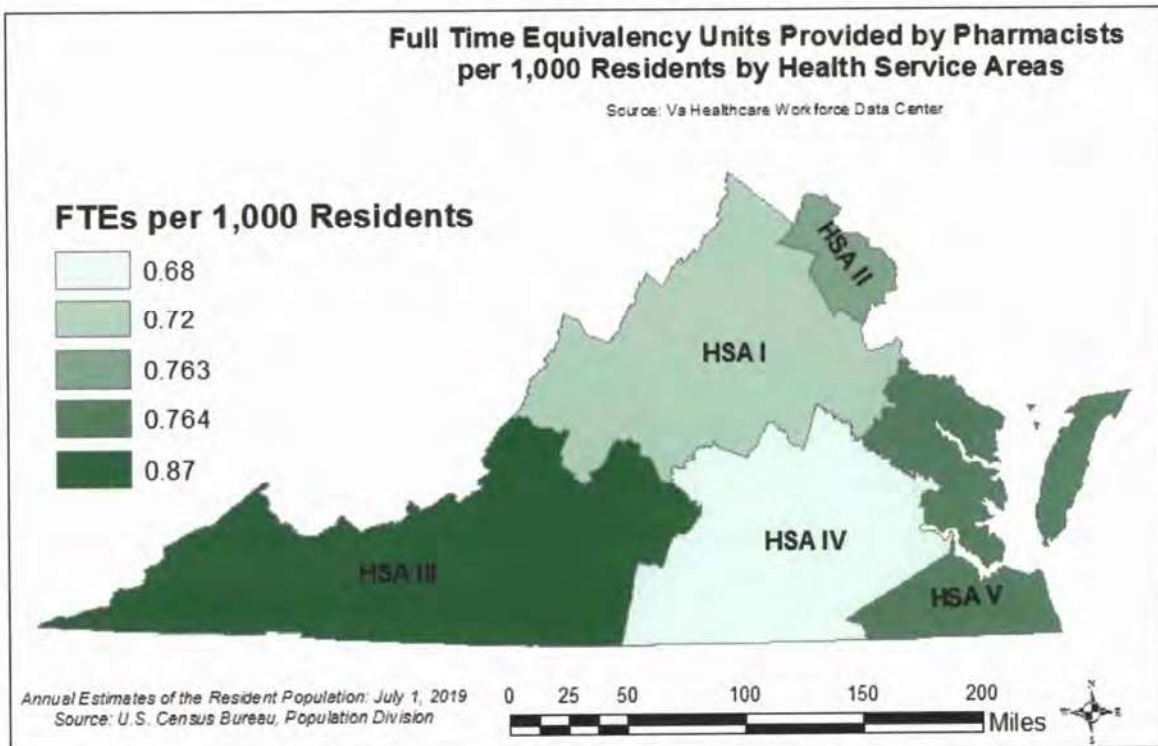 Full Time Equivalency Units Provided by Pharmacists
per 1,000 Residents by Health Service Areas
Source: Va Healthcare Workforce Data Center
FTEs per 1,000 Residents
0.68
0.72
0.763
0.764
0.87
HSA II
HSA I
HSA IV
HSA III
HSA V
Annual Estimates of the Resident Population: July 1, 2019
Source: U.S. Census Bureau, Population Division
0 25 50 100 150 200
Miles
N
W E
S